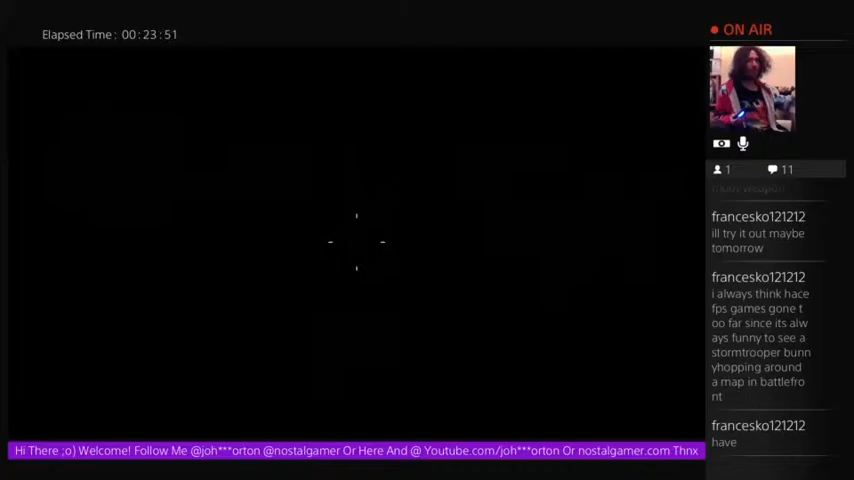 Elapsed Time: 00:23:51
ON AIR
1 11
moot weapon
francesko121212
ill try it out maybe
tomorrow
francesko121212
i always think hace
fps games gone t
oo far since its alw
ays funny to see a
stormtrooper bunn
yhopping around
a map in battlefro
nt
francesko121212
have
Hi There ;o) Welcome! Follow Me @joh***orton @nostalgamer Or Here And @ Youtube.com/joh***orton Or nostalgamer.com Thnx